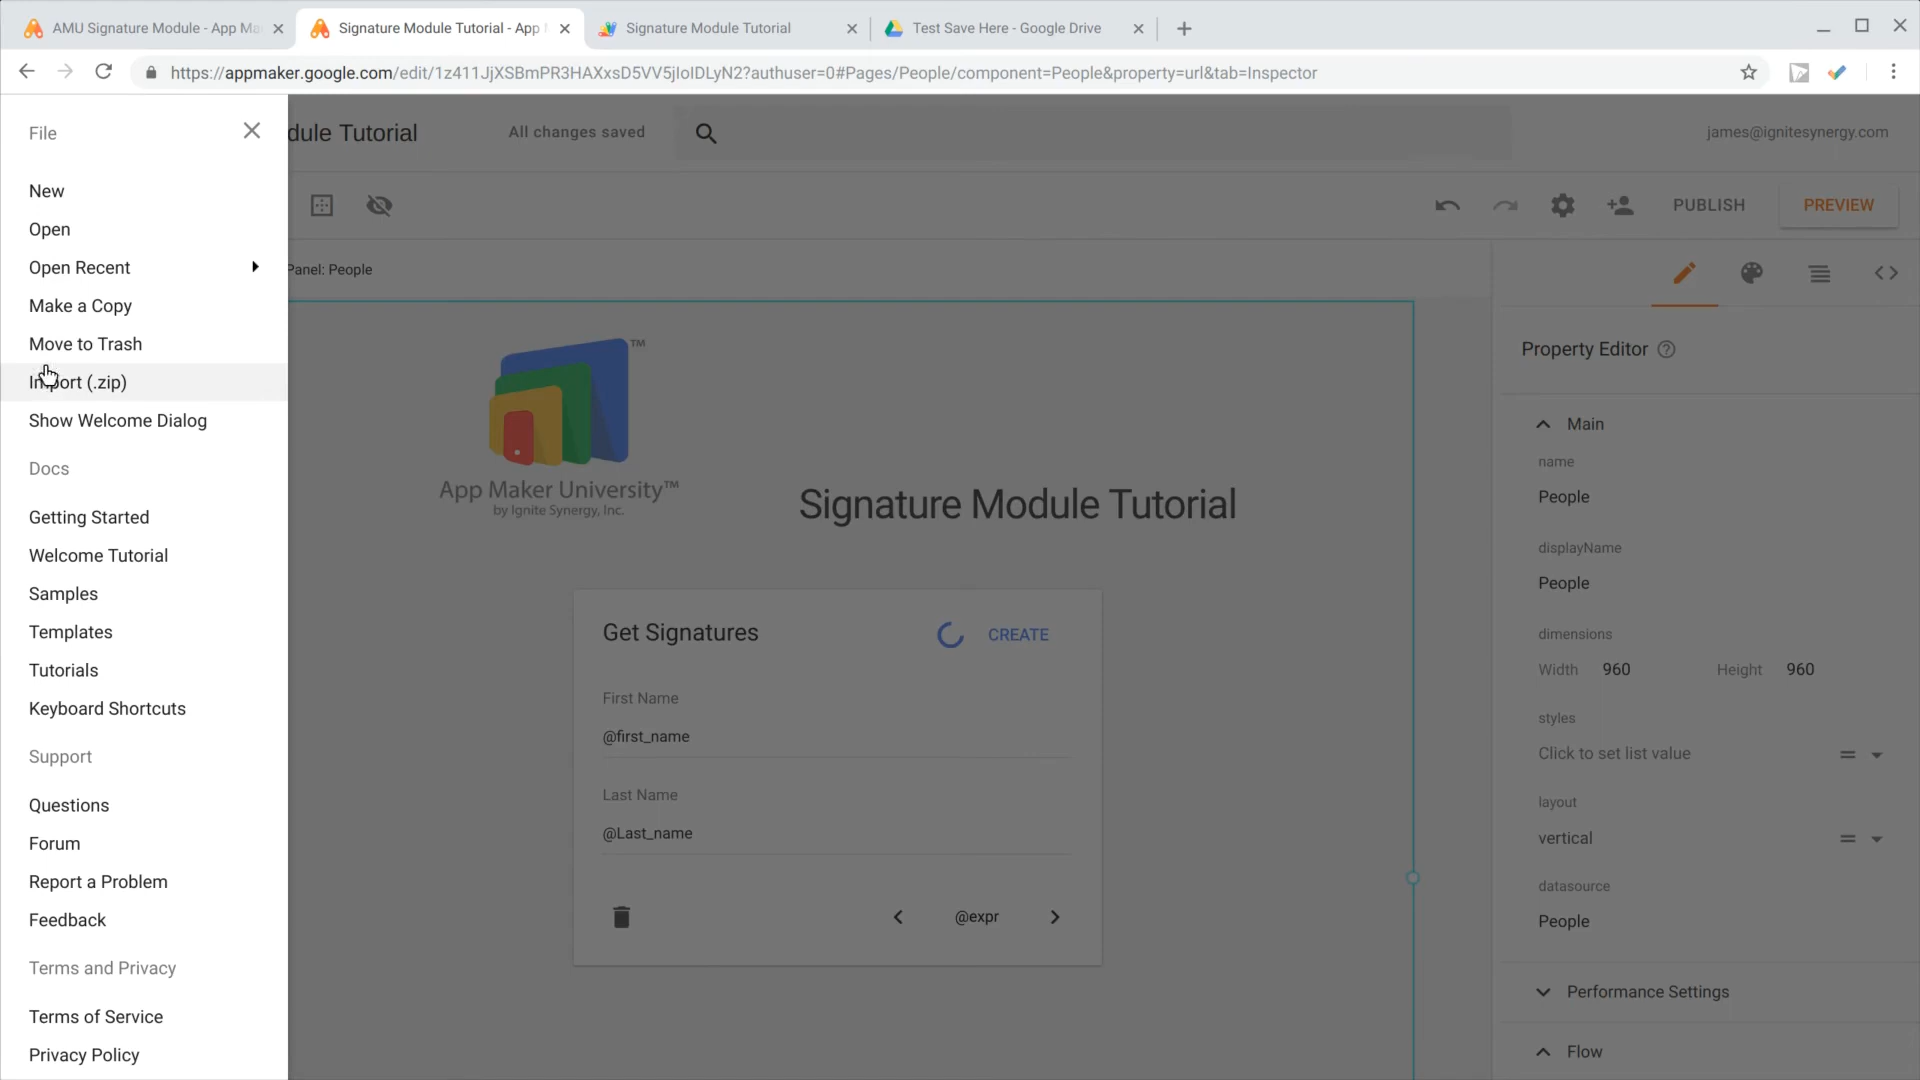 AMU Signature Module - App Ma
Signature Module Tutorial - App
Signature Module Tutorial
Test Save Here - Google Drive
https://appmaker.google.com/edit/1z411JjXSBmPR3HAXxsD5VV5jIoIDLyN2?authuser=0#Pages/People/component=People&property=url&tab=Inspector
File
dule Tutorial
All changes saved
james@ignitesynergy.com
New
Open
Open Recent
Make a Copy
Move to Trash
Import (.zip)
Show Welcome Dialog
Docs
Getting Started
Welcome Tutorial
Samples
Templates
Tutorials
Keyboard Shortcuts
Support
Questions
Forum
Report a Problem
Feedback
Terms and Privacy
Terms of Service
Privacy Policy
PUBLISH
PREVIEW
Panel: People
TM
App Maker University™
by Ignite Synergy, Inc.
Signature Module Tutorial
Get Signatures
CREATE
First Name
@first_name
Last Name
@Last_name
@expr
Property Editor
Main
name
People
displayName
People
dimensions
Width 960 Height 960
styles
Click to set list value
layout
vertical
datasource
People
Performance Settings
Flow